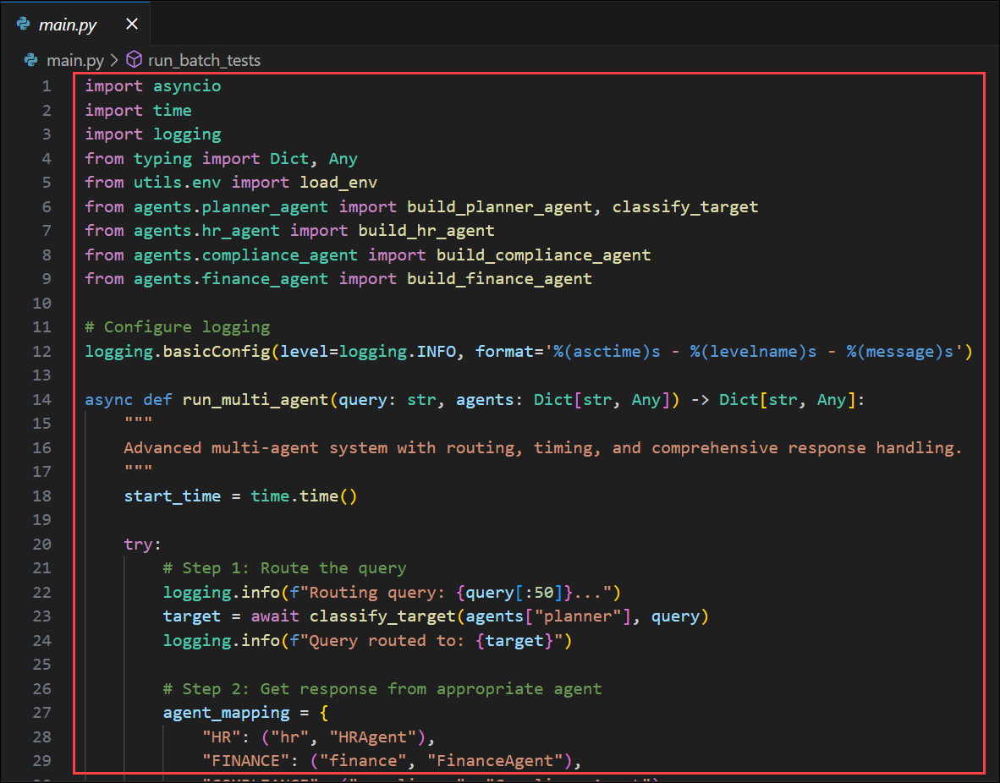 main.py
main.py > run_batch_tests
1 import asyncio
2 import time
3 import logging
4 from typing import Dict, Any
5 from utils.env import load_env
6 from agents.planner_agent import build_planner_agent, classify_target
7 from agents.hr_agent import build_hr_agent
8 from agents.compliance_agent import build_compliance_agent
9 from agents.finance_agent import build_finance_agent
10
11 # Configure logging
12 logging.basicConfig(level=logging.INFO, format='%(asctime)s - %(levelname)s - %(message)s')
13
14 async def run_multi_agent(query: str, agents: Dict[str, Any]) -> Dict[str, Any]:
15     """
16     Advanced multi-agent system with routing, timing, and comprehensive response handling.
17     """
18     start_time = time.time()
19
20     try:
21         # Step 1: Route the query
22         logging.info(f"Routing query: {query[:50]}...")
23         target = await classify_target(agents["planner"], query)
24         logging.info(f"Query routed to: {target}")
25
26         # Step 2: Get response from appropriate agent
27         agent_mapping = {
28             "HR": ("hr", "HRAgent"),
29             "FINANCE": ("finance", "FinanceAgent"),